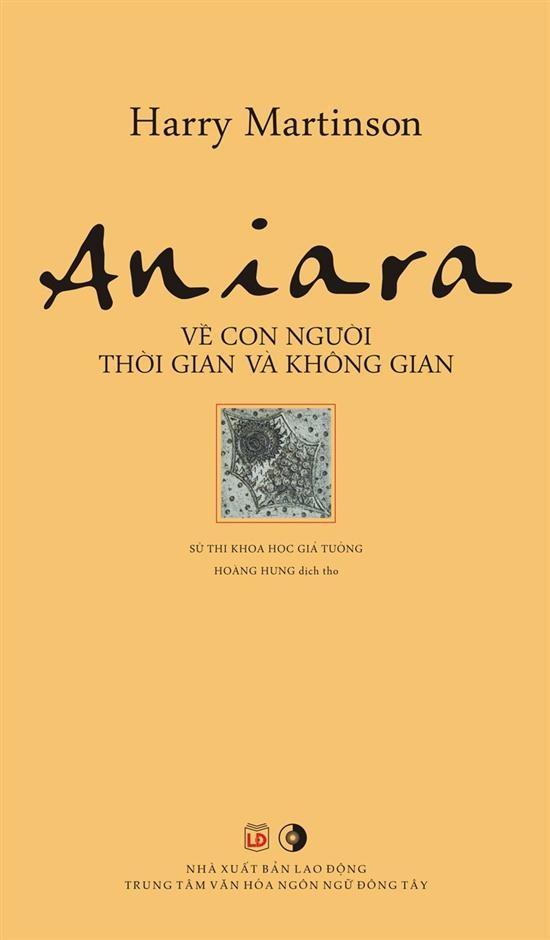 Harry Martinson
Aniara
VỀ CON NGƯỜI
THỜI GIAN VÀ KHÔNG GIAN
SỬ THI KHOA HỌC GIẢ TƯỞNG
HOÀNG HƯNG dịch thơ
LĐ
NHÀ XUẤT BẢN LAO ĐỘNG
TRUNG TÂM VĂN HÓA NGÔN NGỮ ĐÔNG TÂY